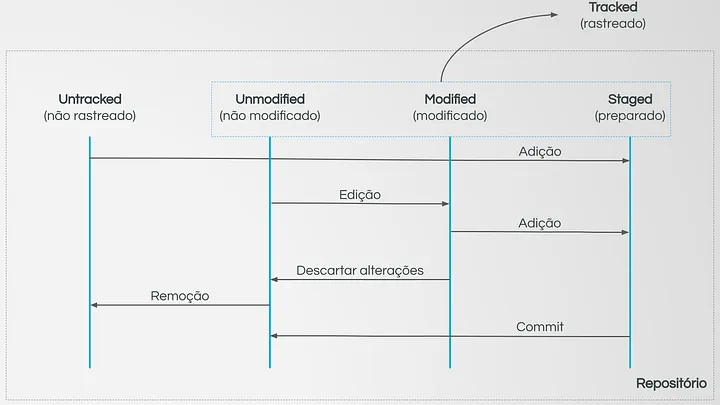 Tracked
(rastreado)
Untracked
(não rastreado)
Unmodified
(não modificado)
Modified
(modificado)
Staged
(preparado)
Adição
Edição
Adição
Descartar alterações
Remoção
Commit
Repositório